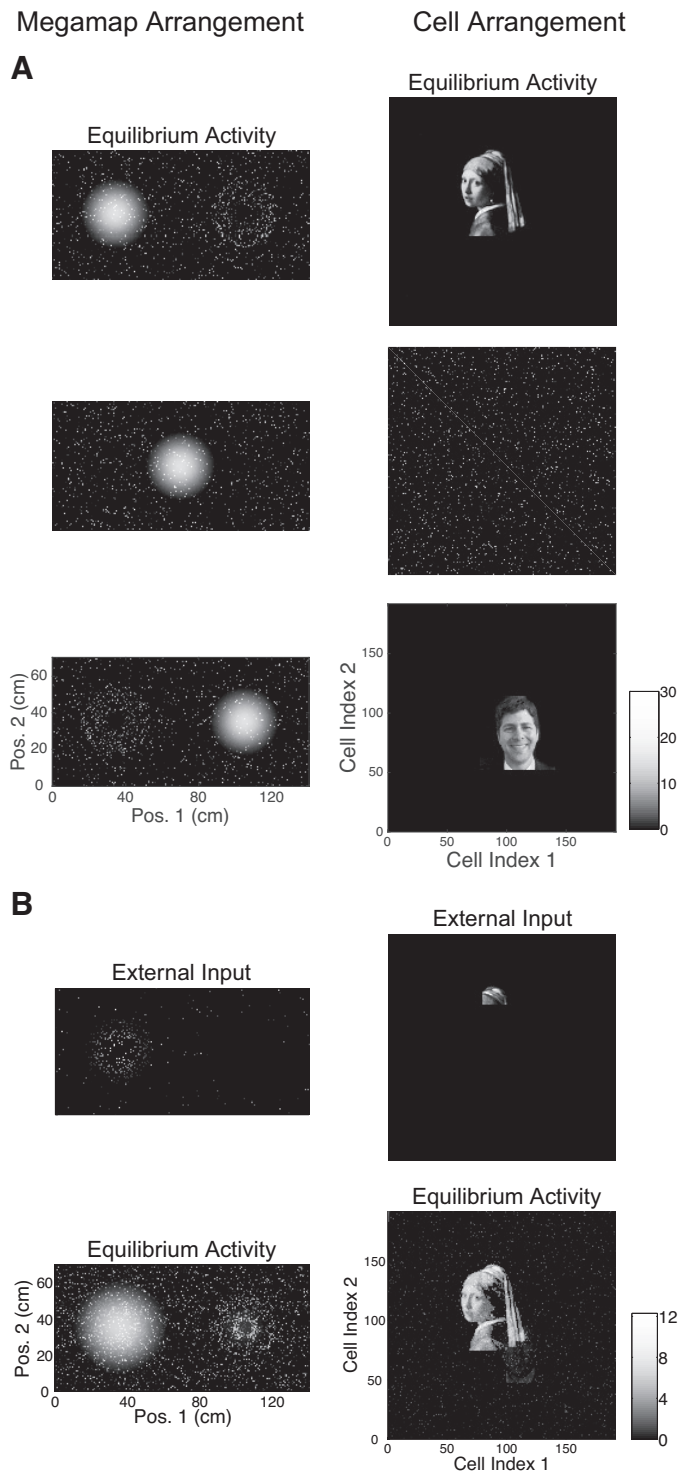 Megamap Arrangement
Cell Arrangement
A
Equilibrium Activity
Equilibrium Activity
Pos. 2 (cm)
60
40
20
0
0 40 80 120
Pos. 1 (cm)
Cell Index 2
150
100
50
0
0 50 100 150
Cell Index 1
30
20
10
0
B
External Input
External Input
Equilibrium Activity
Equilibrium Activity
Pos. 2 (cm)
60
40
20
0
0 40 80 120
Pos. 1 (cm)
Cell Index 2
150
100
50
0
0 50 100 150
Cell Index 1
12
8
4
0